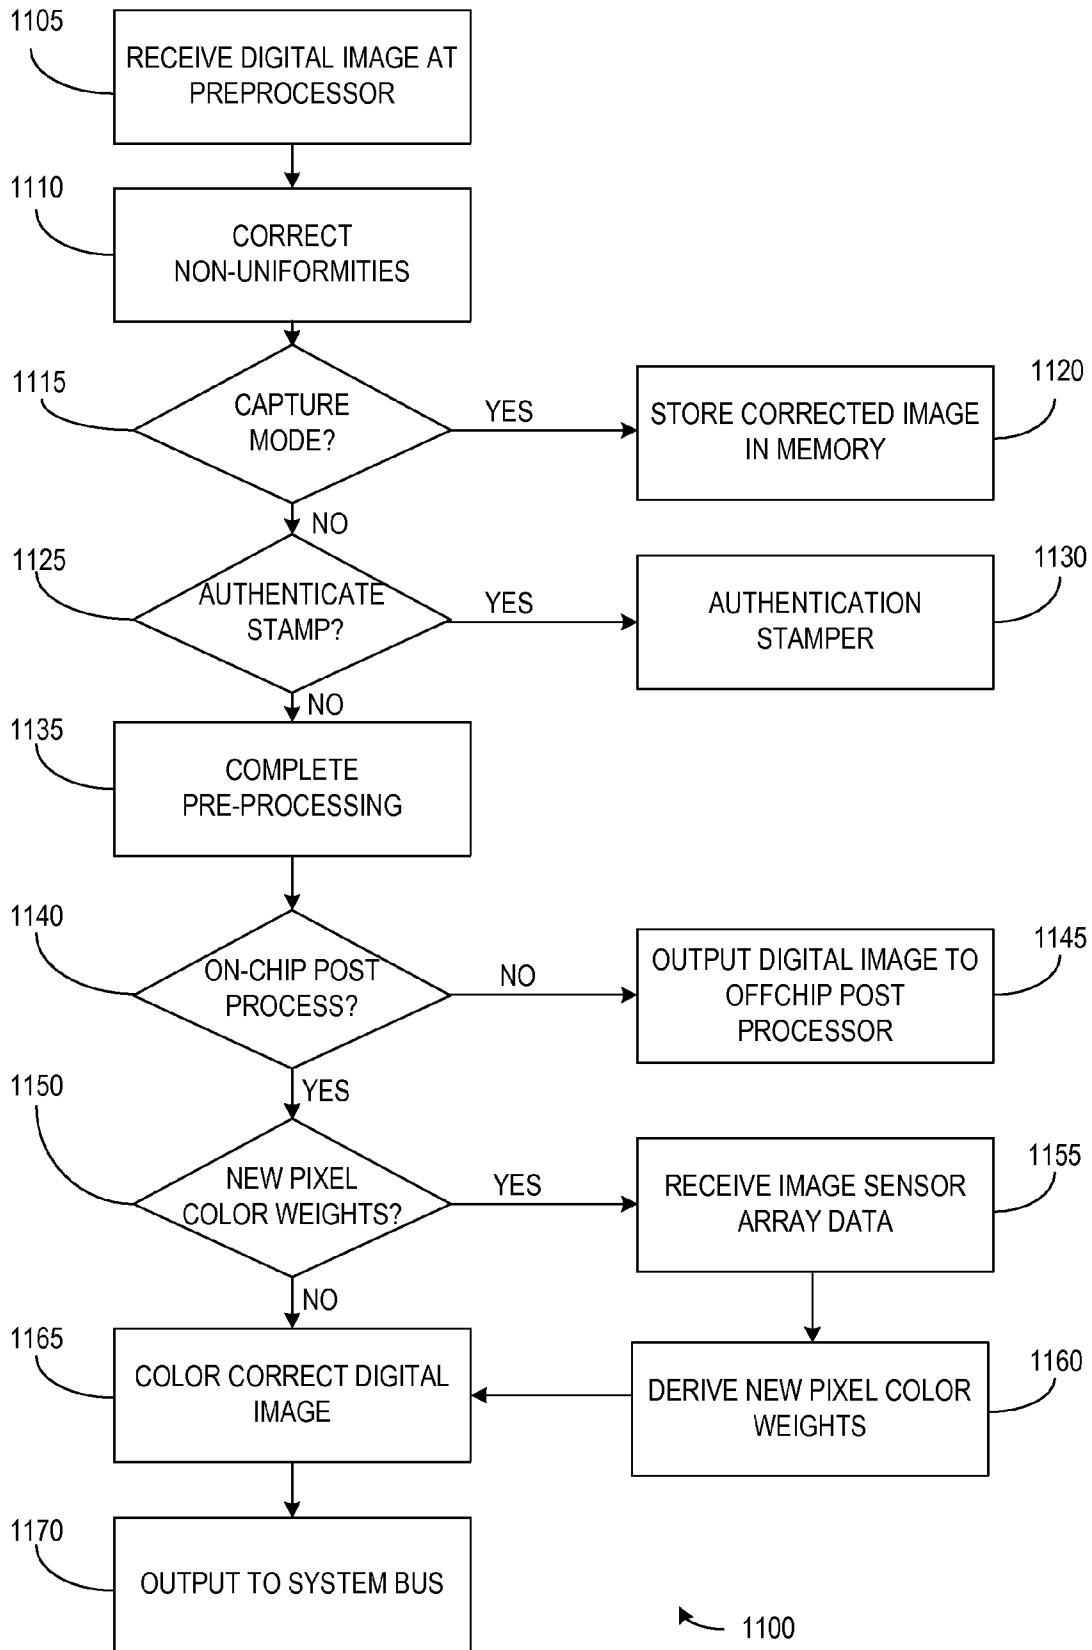 1105
RECEIVE DIGITAL IMAGE AT
PREPROCESSOR
1110
CORRECT
NON-UNIFORMITIES
1115
CAPTURE
MODE?
YES
STORE CORRECTED IMAGE
IN MEMORY
1120
NO
1125
AUTHENTICATE
STAMP?
YES
AUTHENTICATION
STAMPER
1130
NO
1135
COMPLETE
PRE-PROCESSING
1140
ON-CHIP POST
PROCESS?
NO
OUTPUT DIGITAL IMAGE TO
OFFCHIP POST
PROCESSOR
1145
YES
1150
NEW PIXEL
COLOR WEIGHTS?
YES
RECEIVE IMAGE SENSOR
ARRAY DATA
1155
NO
1165
COLOR CORRECT DIGITAL
IMAGE
DERIVE NEW PIXEL COLOR
WEIGHTS
1160
1170
OUTPUT TO SYSTEM BUS
1100